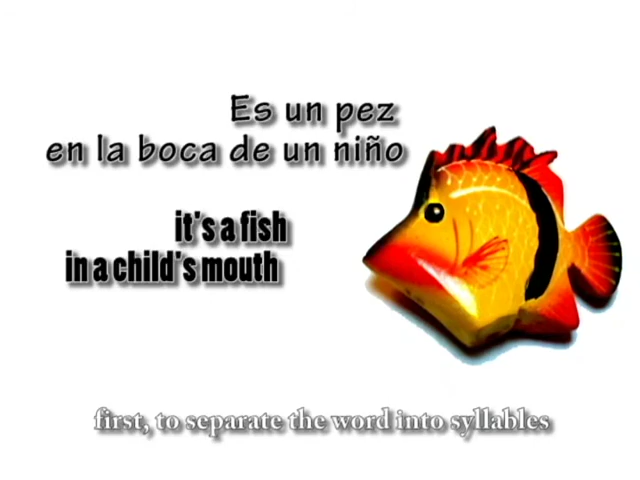 Es un pez
en la boca de un niño
it's a fish
in a child's mouth
first, to separate the word into syllables